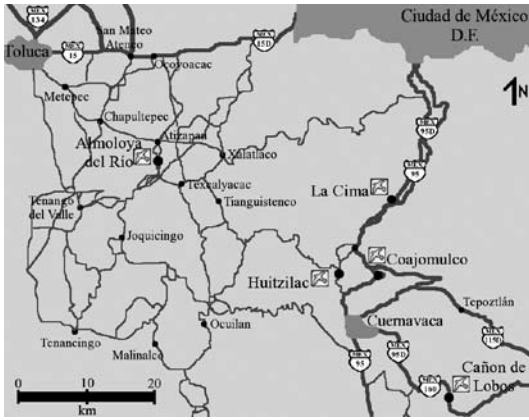 MEX
134
Ciudad de México
D.F.
San Mateo
Atenco
MEX
15D
Toluca
MEX
15
Ocoyoacac
1N
Metepec
Chapultepec
MEX
95D
Atizapan
Almoloya
del Río
Xalatlaco
MEX
95
Texcalyacac
La Cima
Tenango
del Valle
Tianguistenco
Joquicingo
Coajomulco
Huitzilac
Tepoztlán
Cuernavaca
Ocuilan
MEX
115D
Tenancingo
Malinalco
MEX
95
MEX
95D
MEX
160
Cañon de
Lobos
0
10
20
km